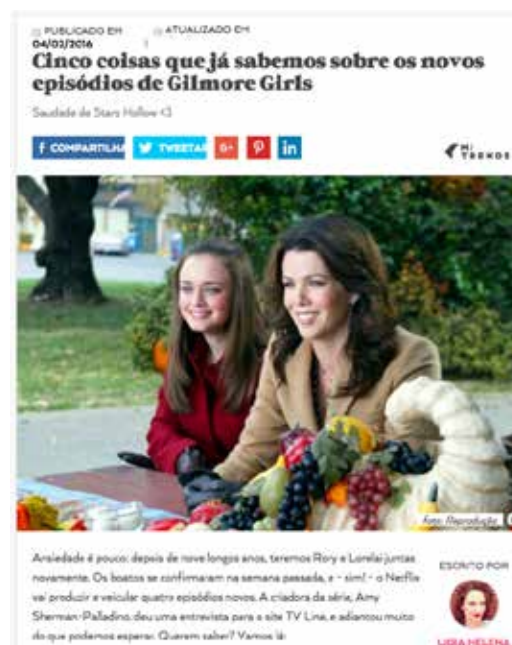 PUBLICADO EM
04/02/2016
ATUALIZADO EM
Cinco coisas que já sabemos sobre os novos
episódios de Gilmore Girls
Saudade de Stars Hollow <3
COMPARTILHA
TWEETAR
G+
in
TRENDS
Foto: Reprodução
Ansiedade é pouco: depois de nove longos anos, teremos Rory e Lorelai juntas
novamente. Os boatos se confirmaram na semana passada, e - sim! - o Netflix
vai produzir e veicular quatro episódios novos. A criadora da série, Amy
Sherman-Palladino, deu uma entrevista para o site TV Line, e adiantou muito
do que podemos esperar. Querem saber? Vamos lá:
ESCRITO POR
HELENA